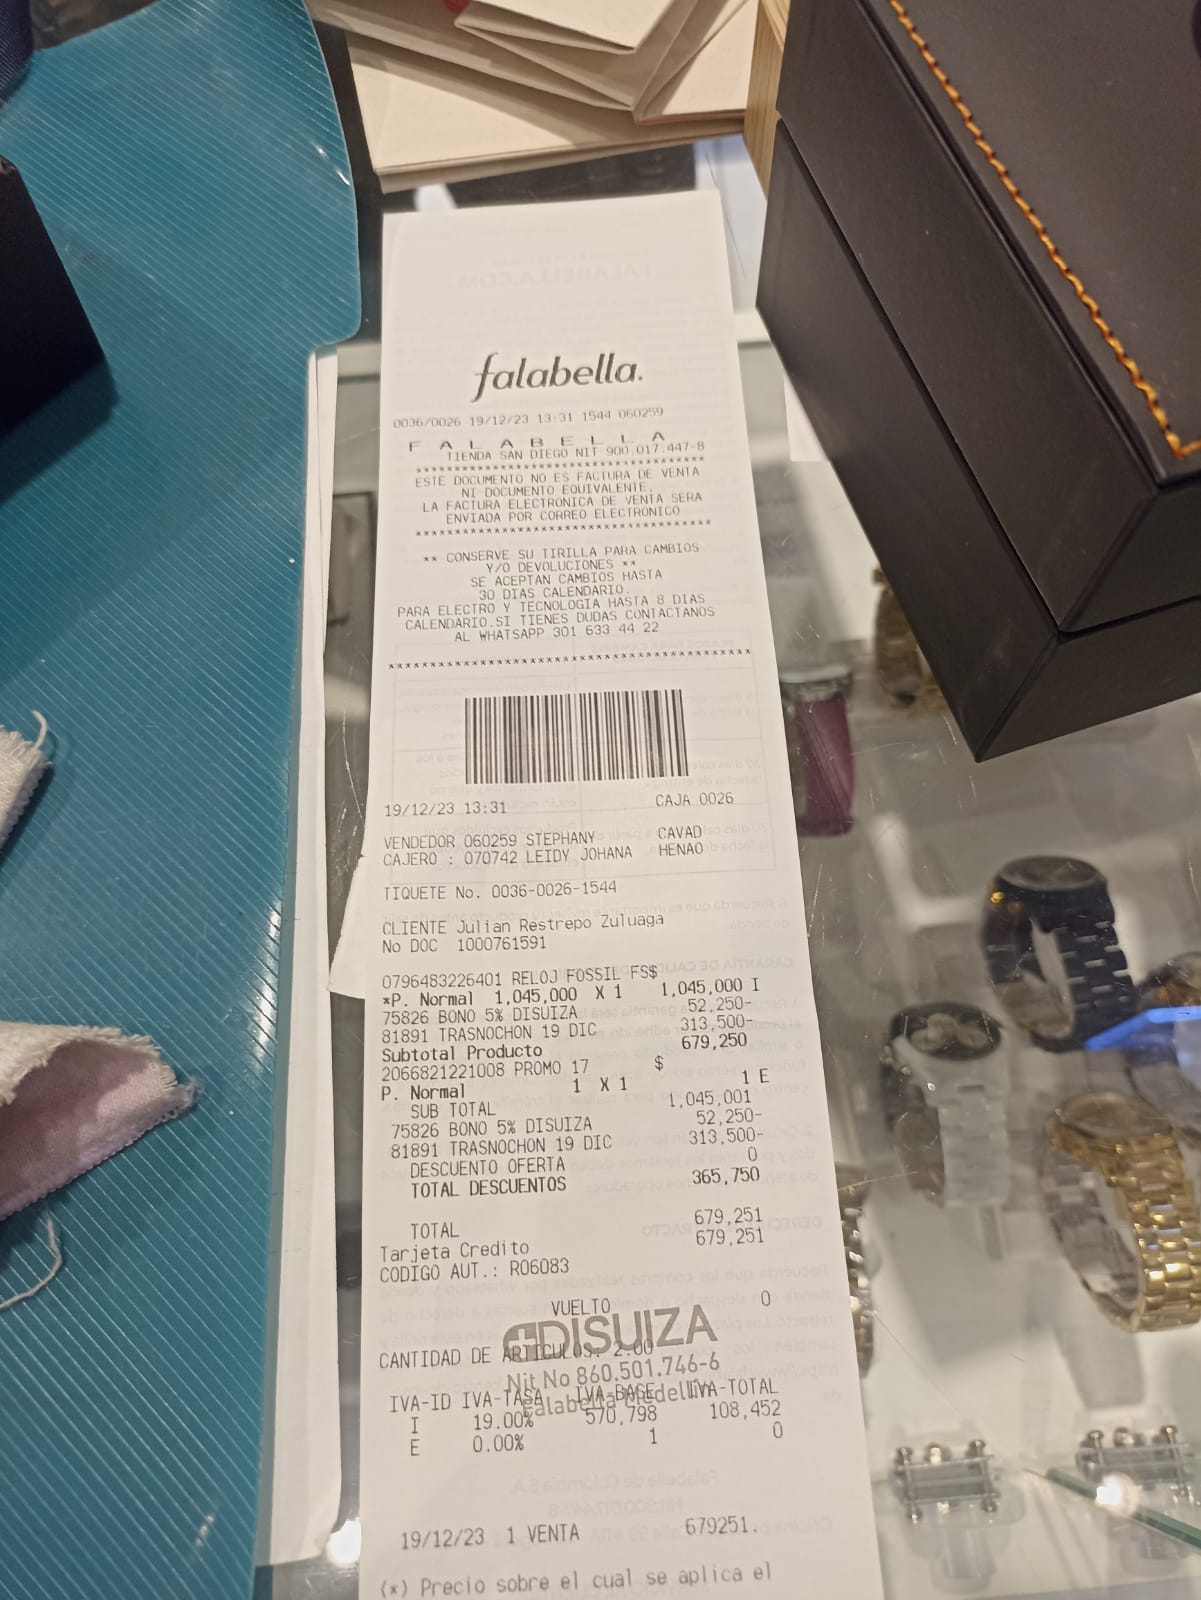 falabella.
0036/0026 19/12/23 13:31 1544 060259
F A L A B E L L A
TIENDA SAN DIEGO NIT 900.017.447-8
**************************************
ESTE DOCUMENTO NO ES FACTURA DE VENTA
NI DOCUMENTO EQUIVALENTE.
LA FACTURA ELECTRONICA DE VENTA SERA
ENVIADA POR CORREO ELECTRONICO
**************************************
** CONSERVE SU TIRILLA PARA CAMBIOS
Y/O DEVOLUCIONES **
SE ACEPTAN CAMBIOS HASTA
30 DIAS CALENDARIO.
PARA ELECTRO Y TECNOLOGIA HASTA 8 DIAS
CALENDARIO.SI TIENES DUDAS CONTACTANOS
AL WHATSAPP 301 633 44 22
**********************************************
19/12/23 13:31 CAJA 0026
VENDEDOR 060259 STEPHANY CAVAD
CAJERO : 070742 LEIDY JOHANA HENAO
TIQUETE No. 0036-0026-1544
CLIENTE Julian Restrepo Zuluaga
No DOC 1000761591
0796483226401 RELOJ FOSSIL FS$
*P. Normal 1,045,000 X 1 1,045,000 I
75826 BONO 5% DISUIZA 52,250-
81891 TRASNOCHON 19 DIC 313,500-
Subtotal Producto 679,250
2066821221008 PROMO 17 $
P. Normal 1 X 1 1 E
SUB TOTAL 1,045,001
75826 BONO 5% DISUIZA 52,250-
81891 TRASNOCHON 19 DIC 313,500-
DESCUENTO OFERTA 0
TOTAL DESCUENTOS 365,750
TOTAL 679,251
Tarjeta Credito 679,251
CODIGO AUT.: R06083
VUELTO 0
DISUIZA
CANTIDAD DE ARTICULOS: 2.00
Nit No 860.501.746-6
Falabella Medellin
IVA-ID IVA-TASA IVA-BASE IVA-TOTAL
I 19.00% 570,798 108,452
E 0.00% 1 0
19/12/23 1 VENTA 679251.
(*) Precio sobre el cual se aplica el